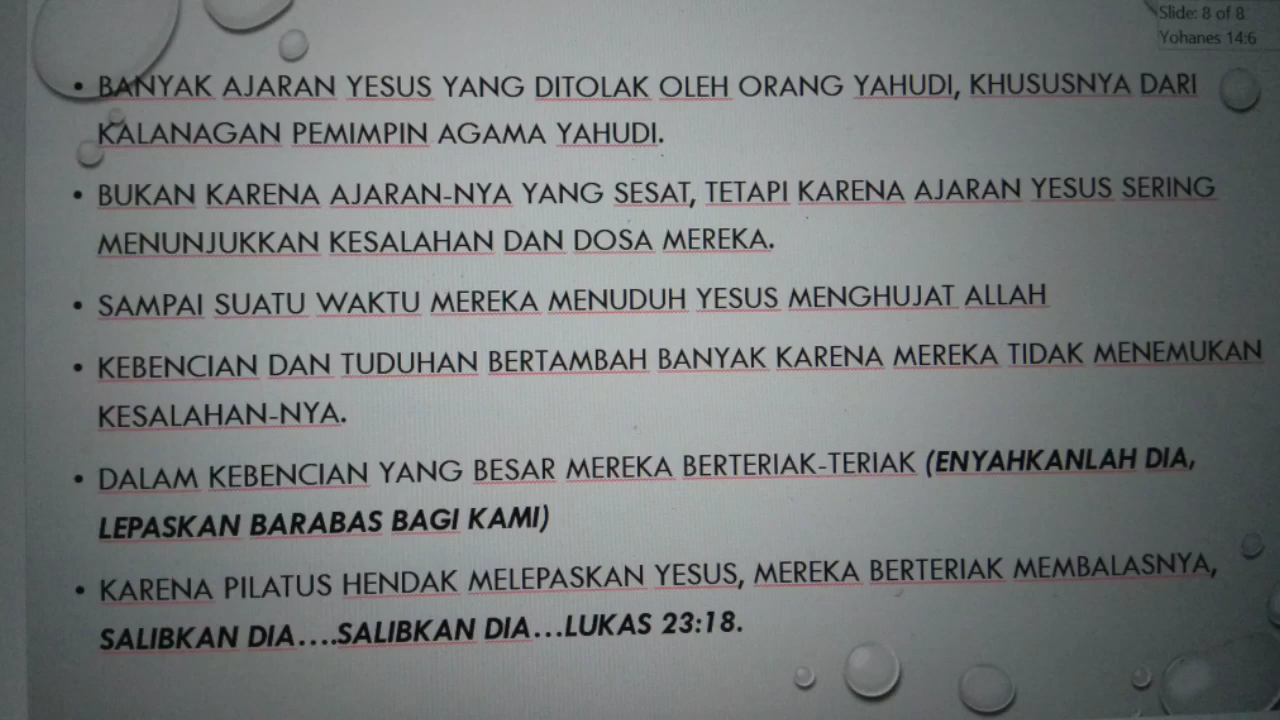 Slide: 8 of 8
Yohanes 14:6
• BANYAK AJARAN YESUS YANG DITOLAK OLEH ORANG YAHUDI, KHUSUSNYA DARI
KALANAGAN PEMIMPIN AGAMA YAHUDI.
• BUKAN KARENA AJARAN-NYA YANG SESAT, TETAPI KARENA AJARAN YESUS SERING
MENUNJUKKAN KESALAHAN DAN DOSA MEREKA.
• SAMPAI SUATU WAKTU MEREKA MENUDUH YESUS MENGHUJAT ALLAH
• KEBENCIAN DAN TUDUHAN BERTAMBAH BANYAK KARENA MEREKA TIDAK MENEMUKAN
KESALAHAN-NYA.
• DALAM KEBENCIAN YANG BESAR MEREKA BERTERIAK-TERIAK (ENYAHKANLAH DIA,
LEPASKAN BARABAS BAGI KAMI)
• KARENA PILATUS HENDAK MELEPASKAN YESUS, MEREKA BERTERIAK MEMBALASNYA,
SALIBKAN DIA....SALIBKAN DIA...LUKAS 23:18.